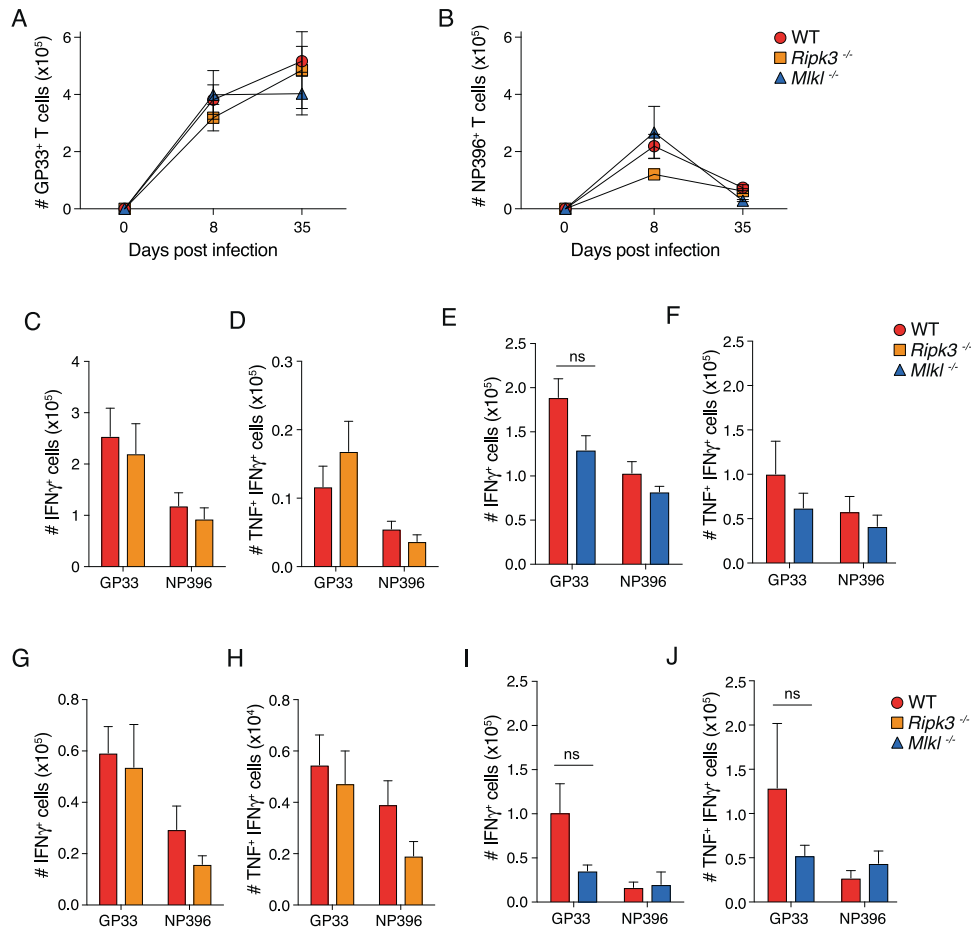 A
# GP33⁺ T cells (x10⁵)
6
4
2
0
0 8 35
Days post infection
B
# NP396⁺ T cells (x10⁵)
6
4
2
0
0 8 35
Days post infection
WT
Ripk3 -/-
Mlkl -/-
C
# IFNγ⁺ cells (x10⁵)
4
3
2
1
0
GP33 NP396
D
# TNF⁺ IFNγ⁺ cells (x10⁵)
0.3
0.2
0.1
0.0
GP33 NP396
E
# IFNγ⁺ cells (x10⁵)
2.5
2.0
1.5
1.0
0.5
0.0
ns
GP33 NP396
F
# TNF⁺ IFNγ⁺ cells (x10⁵)
2.5
2.0
1.5
1.0
0.5
0.0
GP33 NP396
WT
Ripk3 -/-
Mlkl -/-
G
# IFNγ⁺ cells (x10⁵)
0.8
0.6
0.4
0.2
0.0
GP33 NP396
H
# TNF⁺ IFNγ⁺ cells (x10⁴)
0.8
0.6
0.4
0.2
0.0
GP33 NP396
I
# IFNγ⁺ cells (x10⁵)
2.5
2.0
1.5
1.0
0.5
0.0
ns
GP33 NP396
J
# TNF⁺ IFNγ⁺ cells (x10⁵)
2.5
2.0
1.5
1.0
0.5
0.0
ns
GP33 NP396
WT
Ripk3 -/-
Mlkl -/-